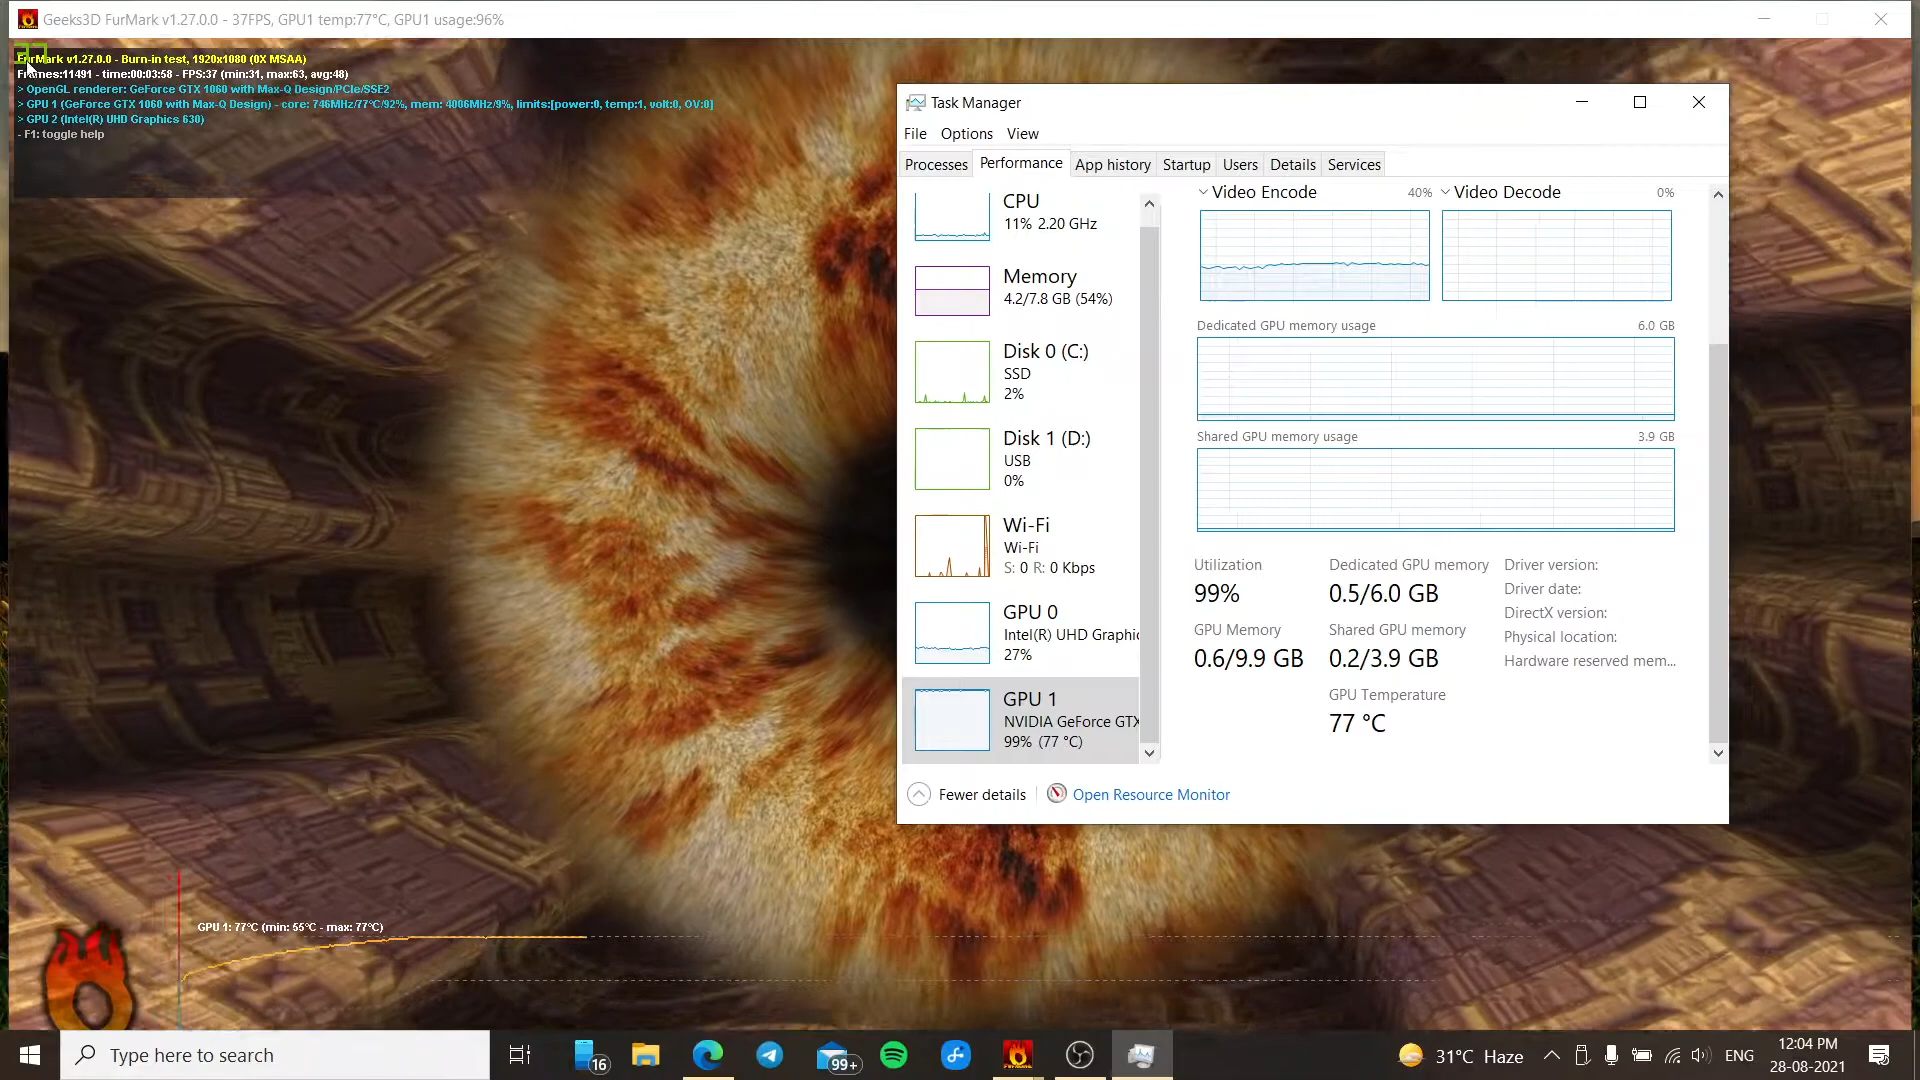 Geeks3D FurMark v1.27.0.0 - 37FPS, GPU1 temp:77°C, GPU1 usage:96%
37
FurMark v1.27.0.0 - Burn-in test, 1920x1080 (0X MSAA)
Frames:11491 - time:00:03:58 - FPS:37 (min:31, max:63, avg:48)
> OpenGL renderer: GeForce GTX 1060 with Max-Q Design/PCIe/SSE2
> GPU 1 (GeForce GTX 1060 with Max-Q Design) - core: 746MHz/77°C/92%, mem: 4006MHz/9%, limits:[power:0, temp:1, volt:0, OV:0]
> GPU 2 (Intel(R) UHD Graphics 630)
- F1: toggle help
Task Manager
File Options View
Processes Performance App history Startup Users Details Services
CPU
11% 2.20 GHz
Memory
4.2/7.8 GB (54%)
Disk 0 (C:)
SSD
2%
Disk 1 (D:)
USB
0%
Wi-Fi
Wi-Fi
S: 0 R: 0 Kbps
GPU 0
Intel(R) UHD Graphic
27%
GPU 1
NVIDIA GeForce GTX
99% (77 °C)
Video Encode 40% Video Decode 0%
Dedicated GPU memory usage 6.0 GB
Shared GPU memory usage 3.9 GB
Utilization
99%
Dedicated GPU memory
0.5/6.0 GB
GPU Memory
0.6/9.9 GB
Shared GPU memory
0.2/3.9 GB
GPU Temperature
77 °C
Driver version:
Driver date:
DirectX version:
Physical location:
Hardware reserved mem...
Fewer details Open Resource Monitor
GPU 1: 77°C (min: 55°C - max: 77°C)
Type here to search
16
99+
31°C Haze
ENG
12:04 PM
28-08-2021